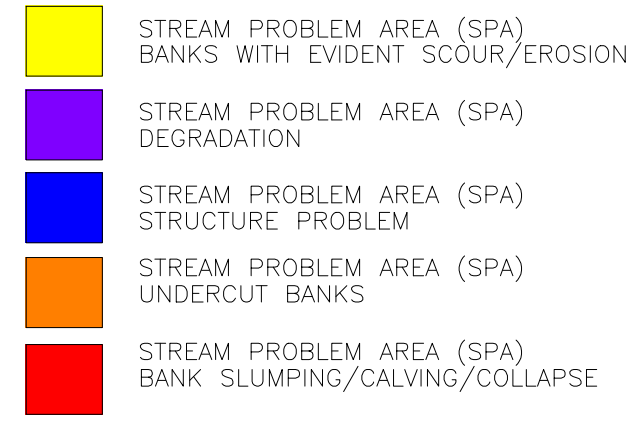 STREAM PROBLEM AREA (SPA)
BANKS WITH EVIDENT SCOUR/EROSION
STREAM PROBLEM AREA (SPA)
DEGRADATION
STREAM PROBLEM AREA (SPA)
STRUCTURE PROBLEM
STREAM PROBLEM AREA (SPA)
UNDERCUT BANKS
STREAM PROBLEM AREA (SPA)
BANK SLUMPING/CALVING/COLLAPSE